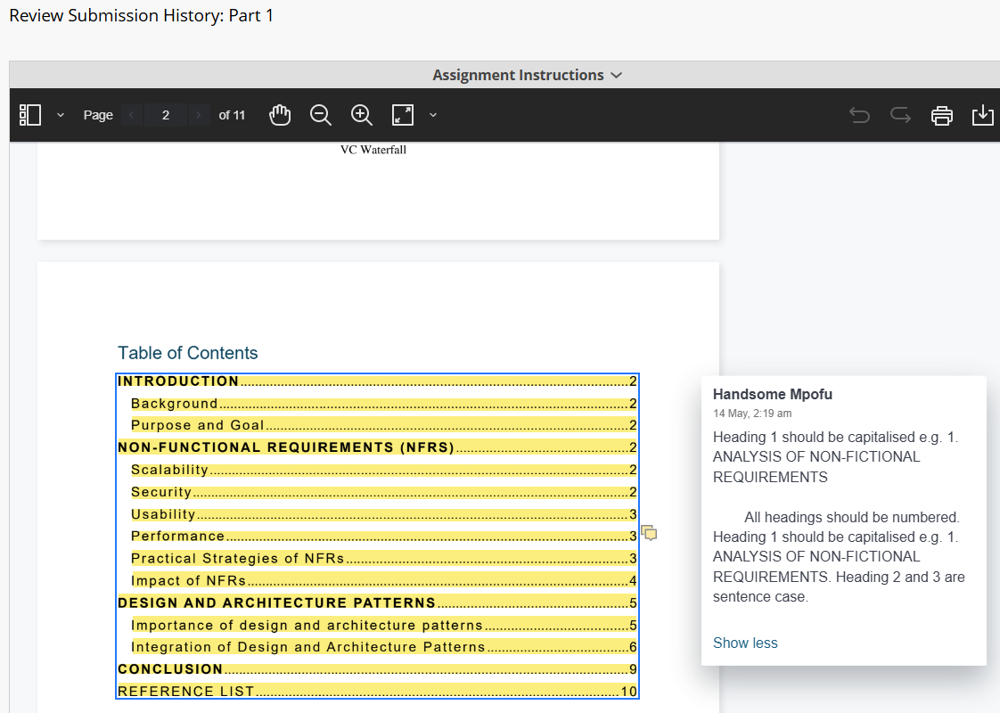 Review Submission History: Part 1
Assignment Instructions
Page 2 of 11
VC Waterfall
Table of Contents
INTRODUCTION..........2
Background..........2
Purpose and Goal..........2
NON-FUNCTIONAL REQUIREMENTS (NFRS)..........2
Scalability..........2
Security..........2
Usability..........3
Performance..........3
Practical Strategies of NFRs..........3
Impact of NFRs..........4
DESIGN AND ARCHITECTURE PATTERNS..........5
Importance of design and architecture patterns..........5
Integration of Design and Architecture Patterns..........6
CONCLUSION..........9
REFERENCE LIST..........10
Handsome Mpofu
14 May, 2:19 am
Heading 1 should be capitalised e.g. 1.
ANALYSIS OF NON-FICTIONAL
REQUIREMENTS
All headings should be numbered.
Heading 1 should be capitalised e.g. 1.
ANALYSIS OF NON-FICTIONAL
REQUIREMENTS. Heading 2 and 3 are
sentence case.
Show less